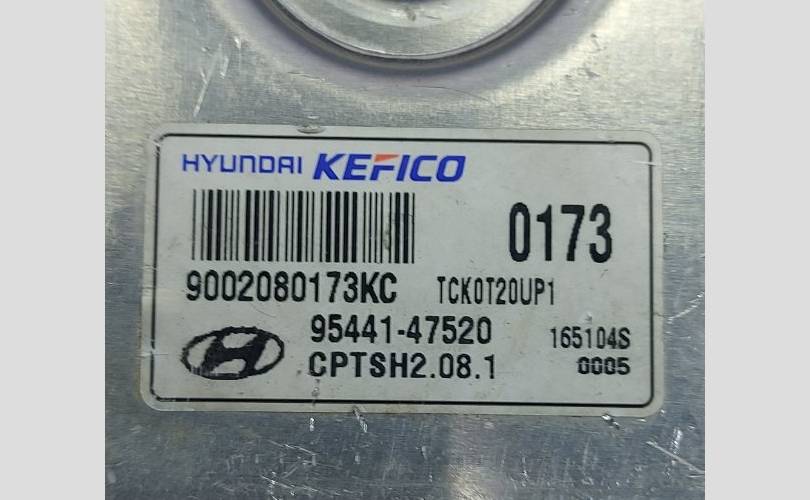 HYUNDAI KEFICO
0173
9002080173KC TCK0T20UP1
95441-47520 165104S
CPTSH2.08.1 0005